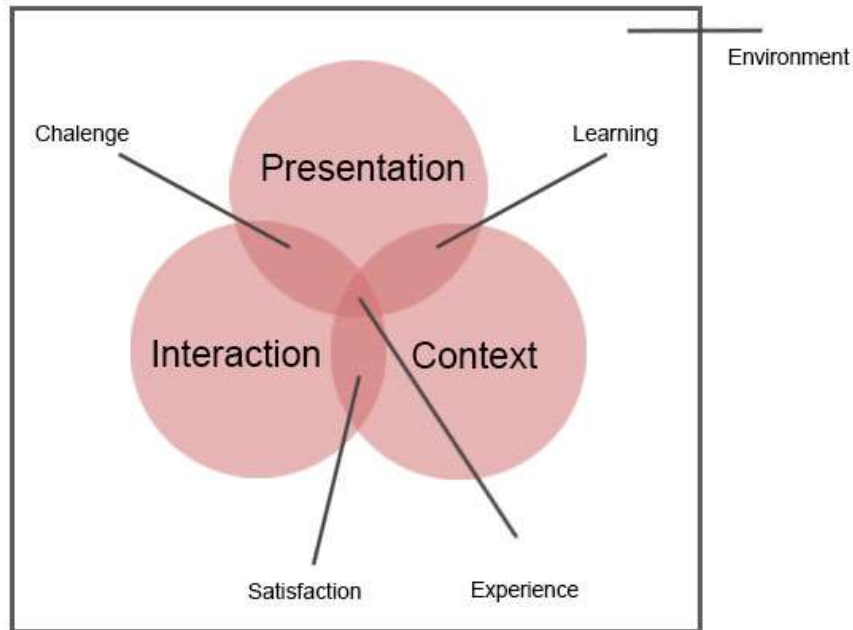 Environment
Chalenge
Learning
Presentation
Interaction
Context
Satisfaction
Experience